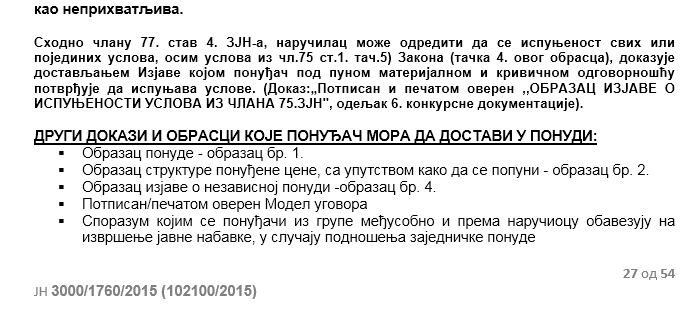 као неприхватљива.
Сходно члану 77. став 4. ЗЈН-а, наручилац може одредити да се испуњеност свих или
појединих услова, осим услова из чл.75 ст.1. тач.5) Закона (тачка 4. овог обрасца), доказује
достављањем Изјаве којом понуђач под пуном материјалном и кривичном одговорношћу
потврђује да испуњава услове. (Доказ:„Потписан и печатом оверен ,,ОБРАЗАЦ ИЗЈАВЕ О
ИСПУЊЕНОСТИ УСЛОВА ИЗ ЧЛАНА 75.ЗЈН", одељак 6. конкурсне документације).
ДРУГИ ДОКАЗИ И ОБРАСЦИ КОЈЕ ПОНУЂАЧ МОРА ДА ДОСТАВИ У ПОНУДИ:
▪ Образац понуде - образац бр. 1.
▪ Образац структуре понуђене цене, са упутством како да се попуни - образац бр. 2.
▪ Образац изјаве о независној понуди -образац бр. 4.
▪ Потписан/печатом оверен Модел уговора
▪ Споразум којим се понуђачи из групе међусобно и према наручиоцу обавезују на
извршење јавне набавке, у случају подношења заједничке понуде
27 од 54
ЈН 3000/1760/2015 (102100/2015)